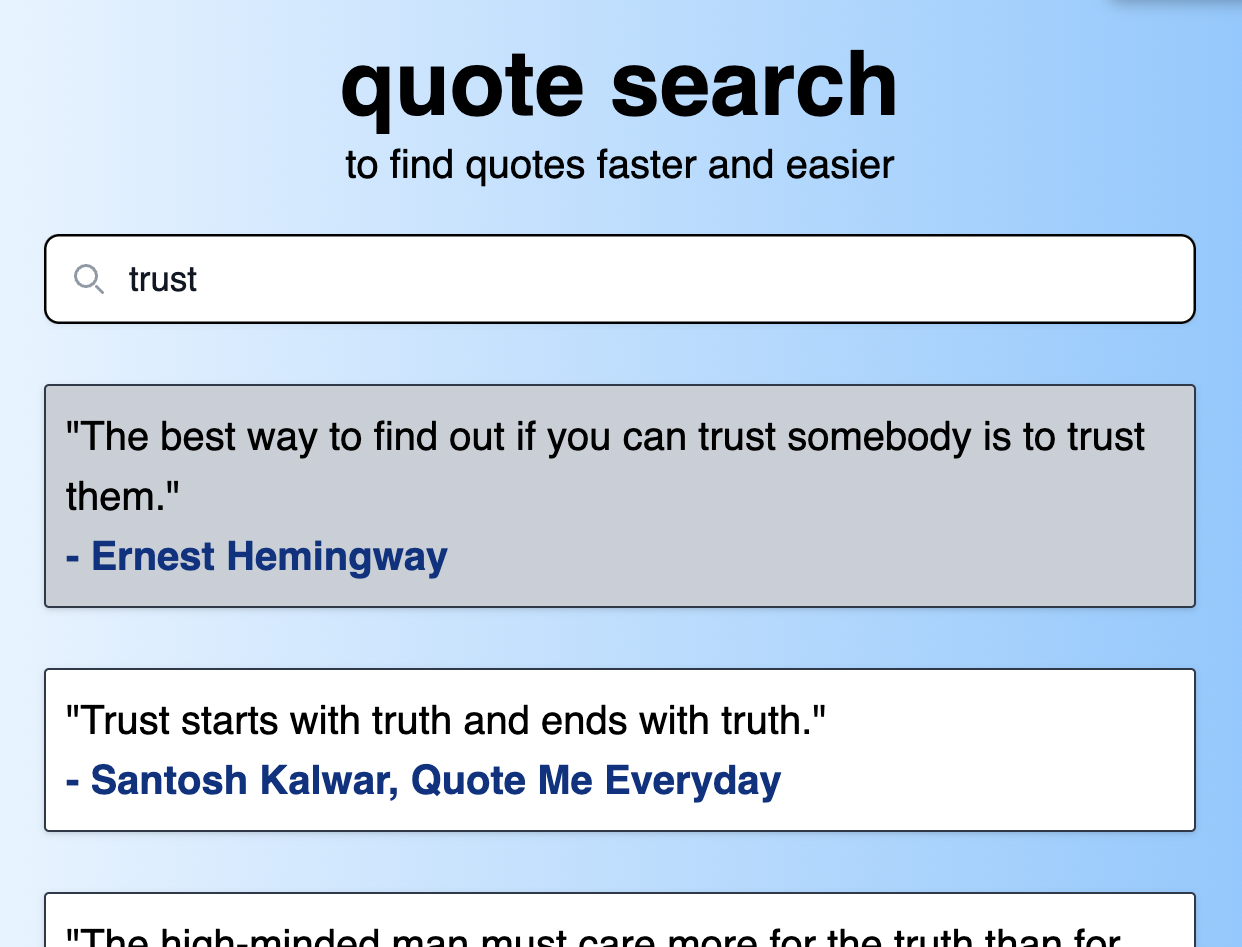 quote search
to find quotes faster and easier
trust
"The best way to find out if you can trust somebody is to trust
them."
- Ernest Hemingway
"Trust starts with truth and ends with truth."
- Santosh Kalwar, Quote Me Everyday
"The high-minded man must care more for the truth than for